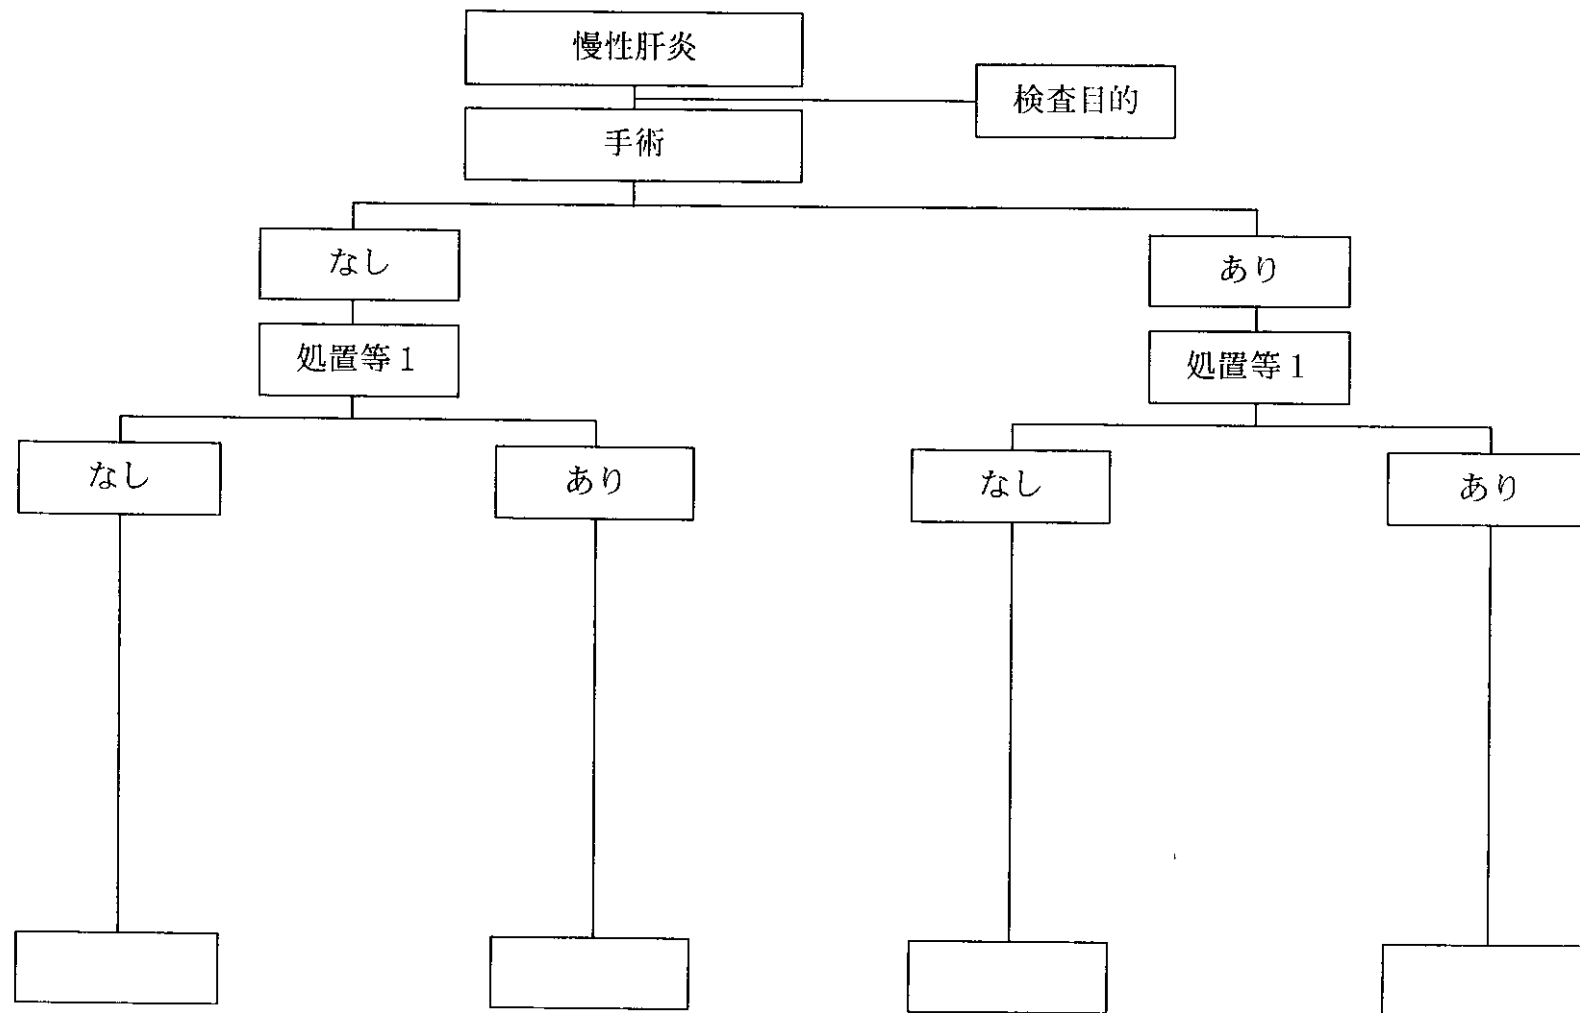 慢性肝炎
検査目的
手術
なし
あり
処置等1
処置等1
なし
あり
なし
あり